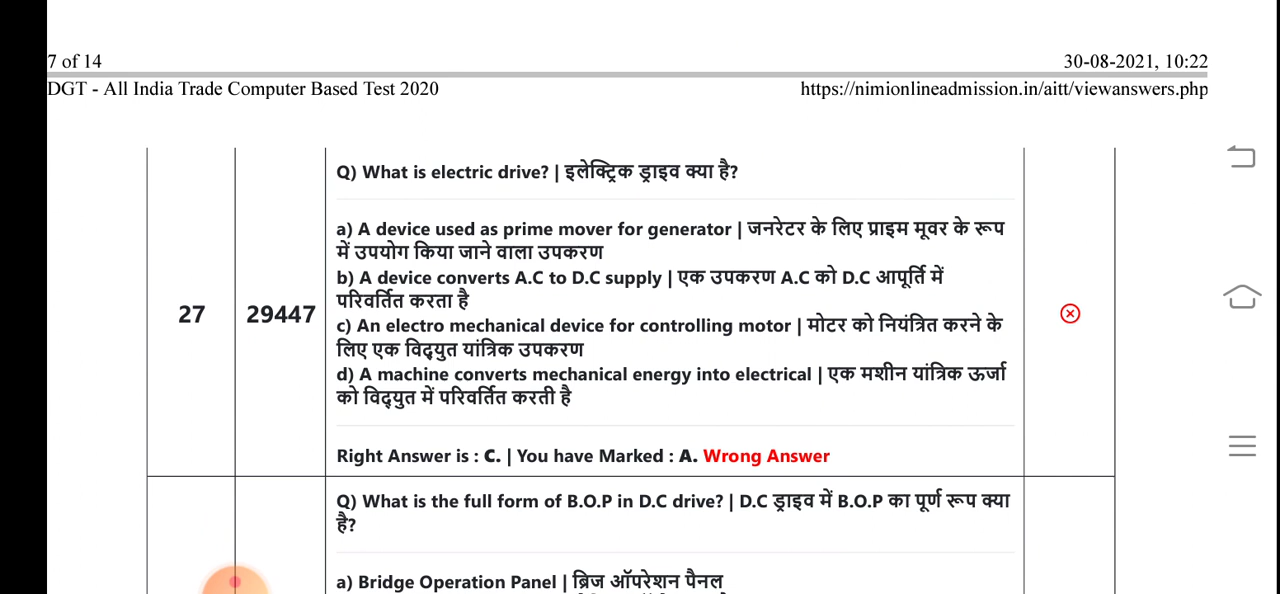 7 of 14
30-08-2021, 10:22
DGT - All India Trade Computer Based Test 2020
https://nimionlineadmission.in/aitt/viewanswers.php
27
29447
Q) What is electric drive? | इलेक्ट्रिक ड्राइव क्या है?
a) A device used as prime mover for generator | जनरेटर के लिए प्राइम मूवर के रूप
में उपयोग किया जाने वाला उपकरण
b) A device converts A.C to D.C supply | एक उपकरण A.C को D.C आपूर्ति में
परिवर्तित करता है
c) An electro mechanical device for controlling motor | मोटर को नियंत्रित करने के
लिए एक विद्युत यांत्रिक उपकरण
d) A machine converts mechanical energy into electrical | एक मशीन यांत्रिक ऊर्जा
को विद्युत में परिवर्तित करती है
Right Answer is : C. | You have Marked : A. Wrong Answer
Q) What is the full form of B.O.P in D.C drive? | D.C ड्राइव में B.O.P का पूर्ण रूप क्या
है?
a) Bridge Operation Panel | ब्रिज ऑपरेशन पैनल